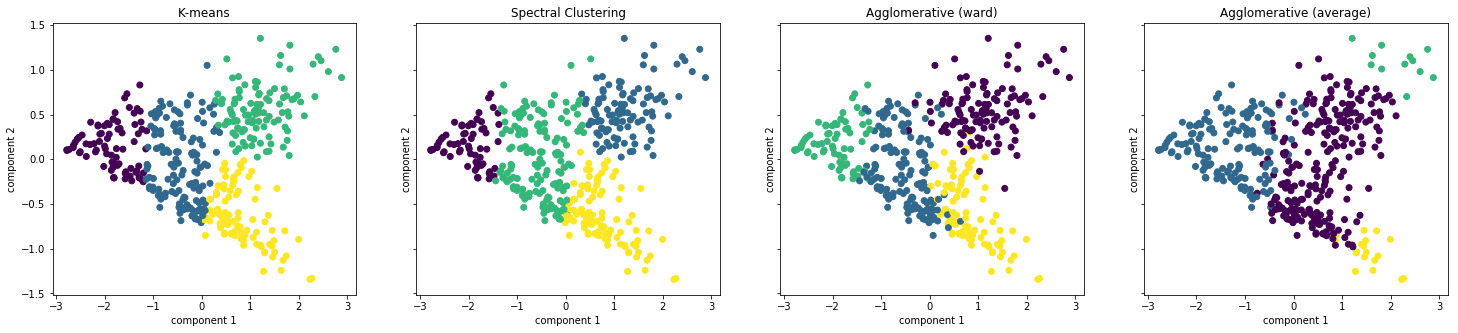 K-means
Spectral Clustering
Agglomerative (ward)
Agglomerative (average)
component 2
1.5
1.0
0.5
0.0
−0.5
−1.0
−1.5
−3
−2
−1
0
1
2
3
component 1
component 2
−3
−2
−1
0
1
2
3
component 1
component 2
−3
−2
−1
0
1
2
3
component 1
component 2
−3
−2
−1
0
1
2
3
component 1